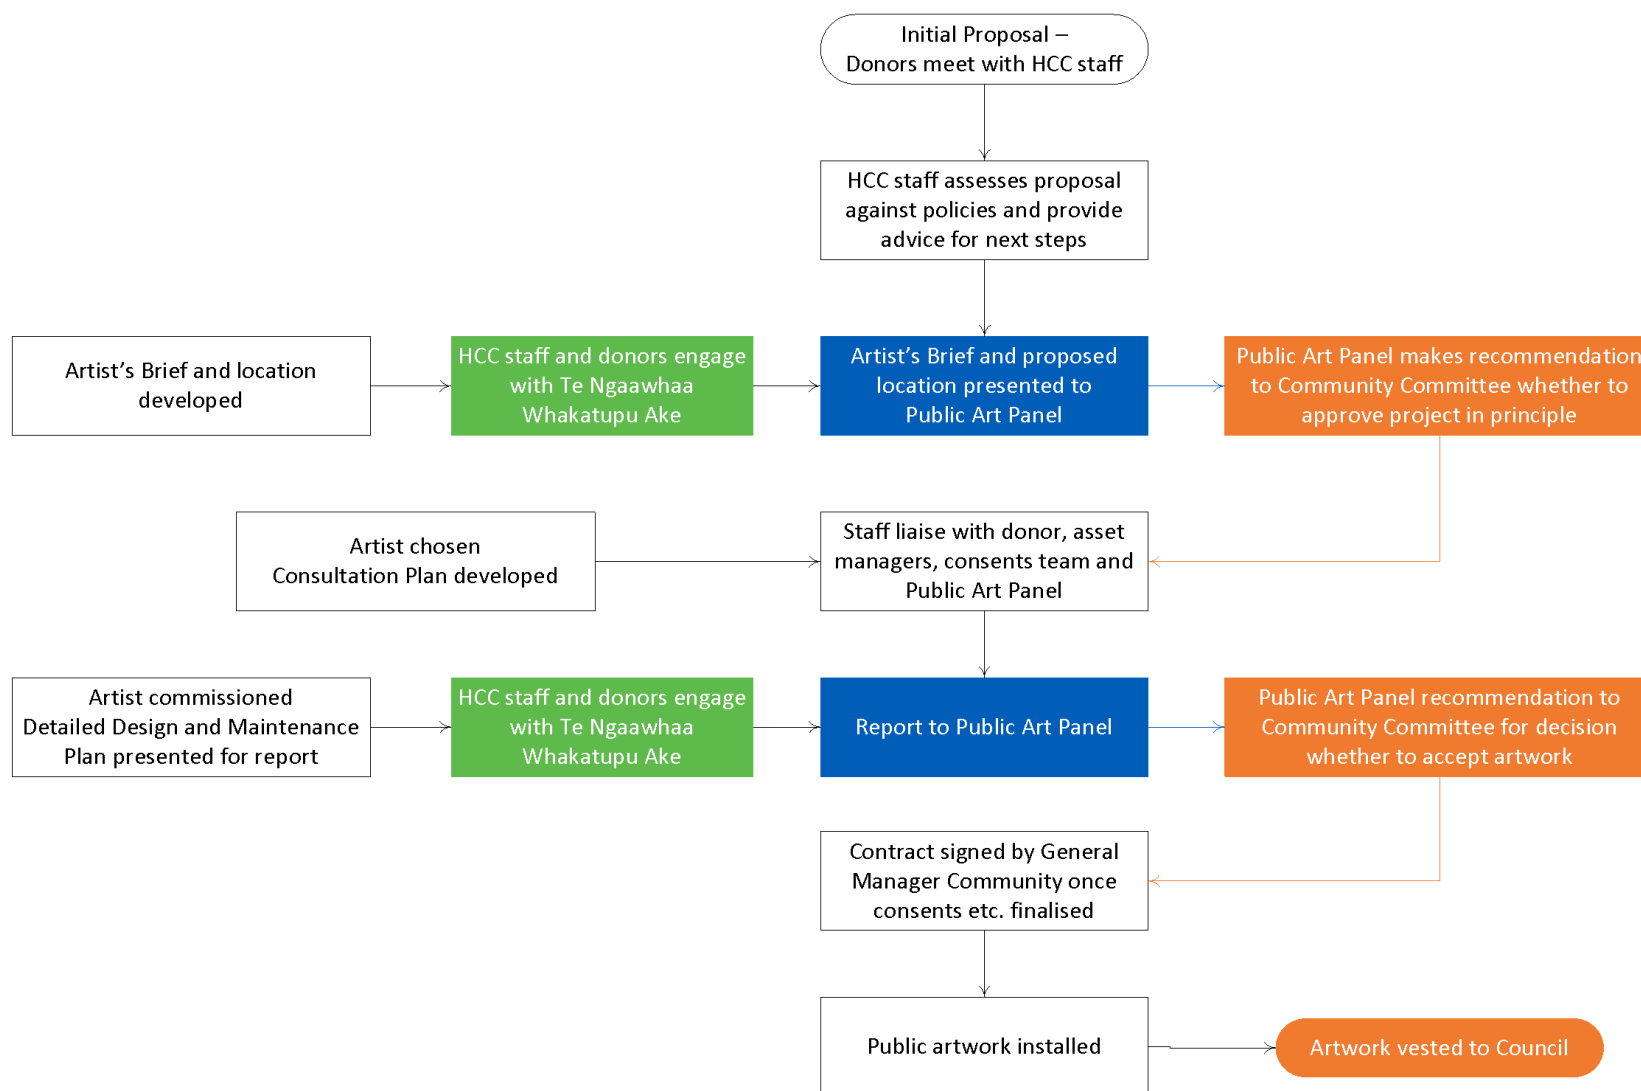 Initial Proposal –
Donors meet with HCC staff
HCC staff assesses proposal
against policies and provide
advice for next steps
Artist’s Brief and location
developed
HCC staff and donors engage
with Te Ngaawhaa
Whakatupu Ake
Artist’s Brief and proposed
location presented to
Public Art Panel
Public Art Panel makes recommendation
to Community Committee whether to
approve project in principle
Artist chosen
Consultation Plan developed
Staff liaise with donor, asset
managers, consents team and
Public Art Panel
Artist commissioned
Detailed Design and Maintenance
Plan presented for report
HCC staff and donors engage
with Te Ngaawhaa
Whakatupu Ake
Report to Public Art Panel
Public Art Panel recommendation to
Community Committee for decision
whether to accept artwork
Contract signed by General
Manager Community once
consents etc. finalised
Public artwork installed
Artwork vested to Council